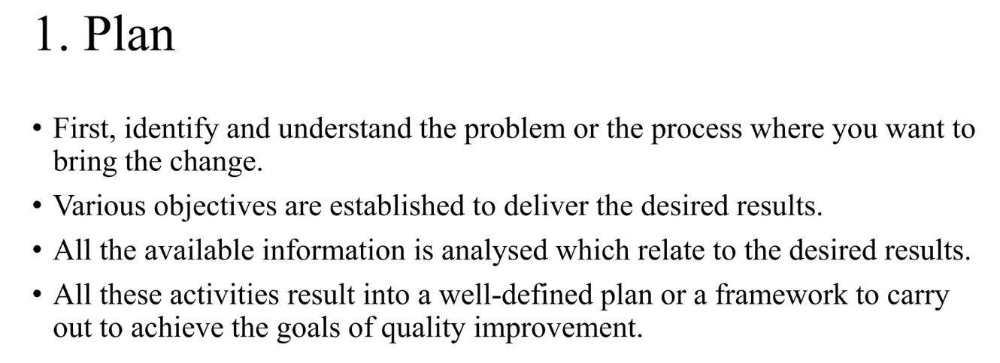 1. Plan
• First, identify and understand the problem or the process where you want to
bring the change.
• Various objectives are established to deliver the desired results.
• All the available information is analysed which relate to the desired results.
• All these activities result into a well-defined plan or a framework to carry
out to achieve the goals of quality improvement.